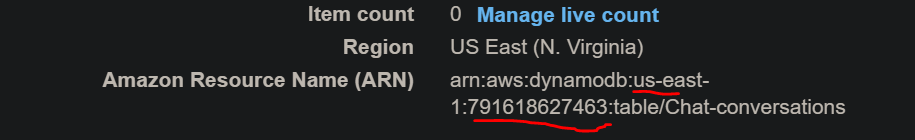 Item count 0 Manage live count
Region US East (N. Virginia)
Amazon Resource Name (ARN) arn:aws:dynamodb:us-east-
1:791618627463:table/Chat-conversations